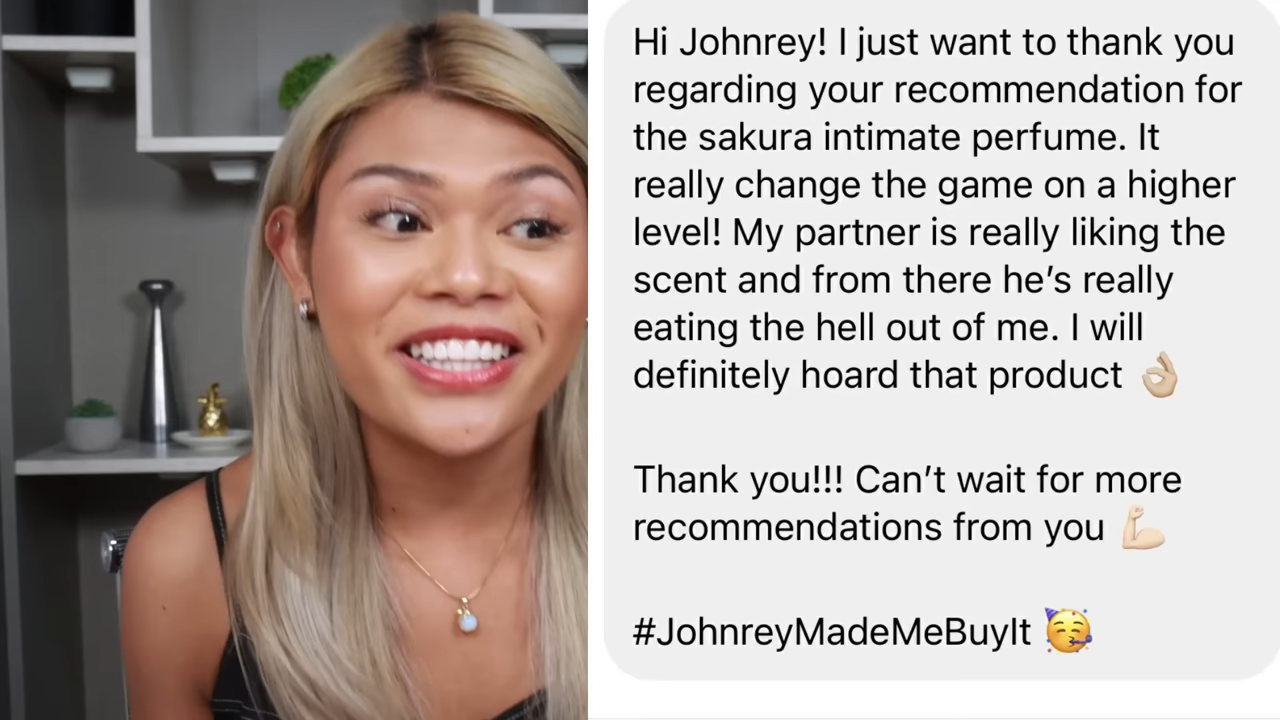 Hi Johnrey! I just want to thank you
regarding your recommendation for
the sakura intimate perfume. It
really change the game on a higher
level! My partner is really liking the
scent and from there he’s really
eating the hell out of me. I will
definitely hoard that product 👌🏼
Thank you!!! Can’t wait for more
recommendations from you 💪🏼
#JohnreyMadeMeBuyIt 🥳